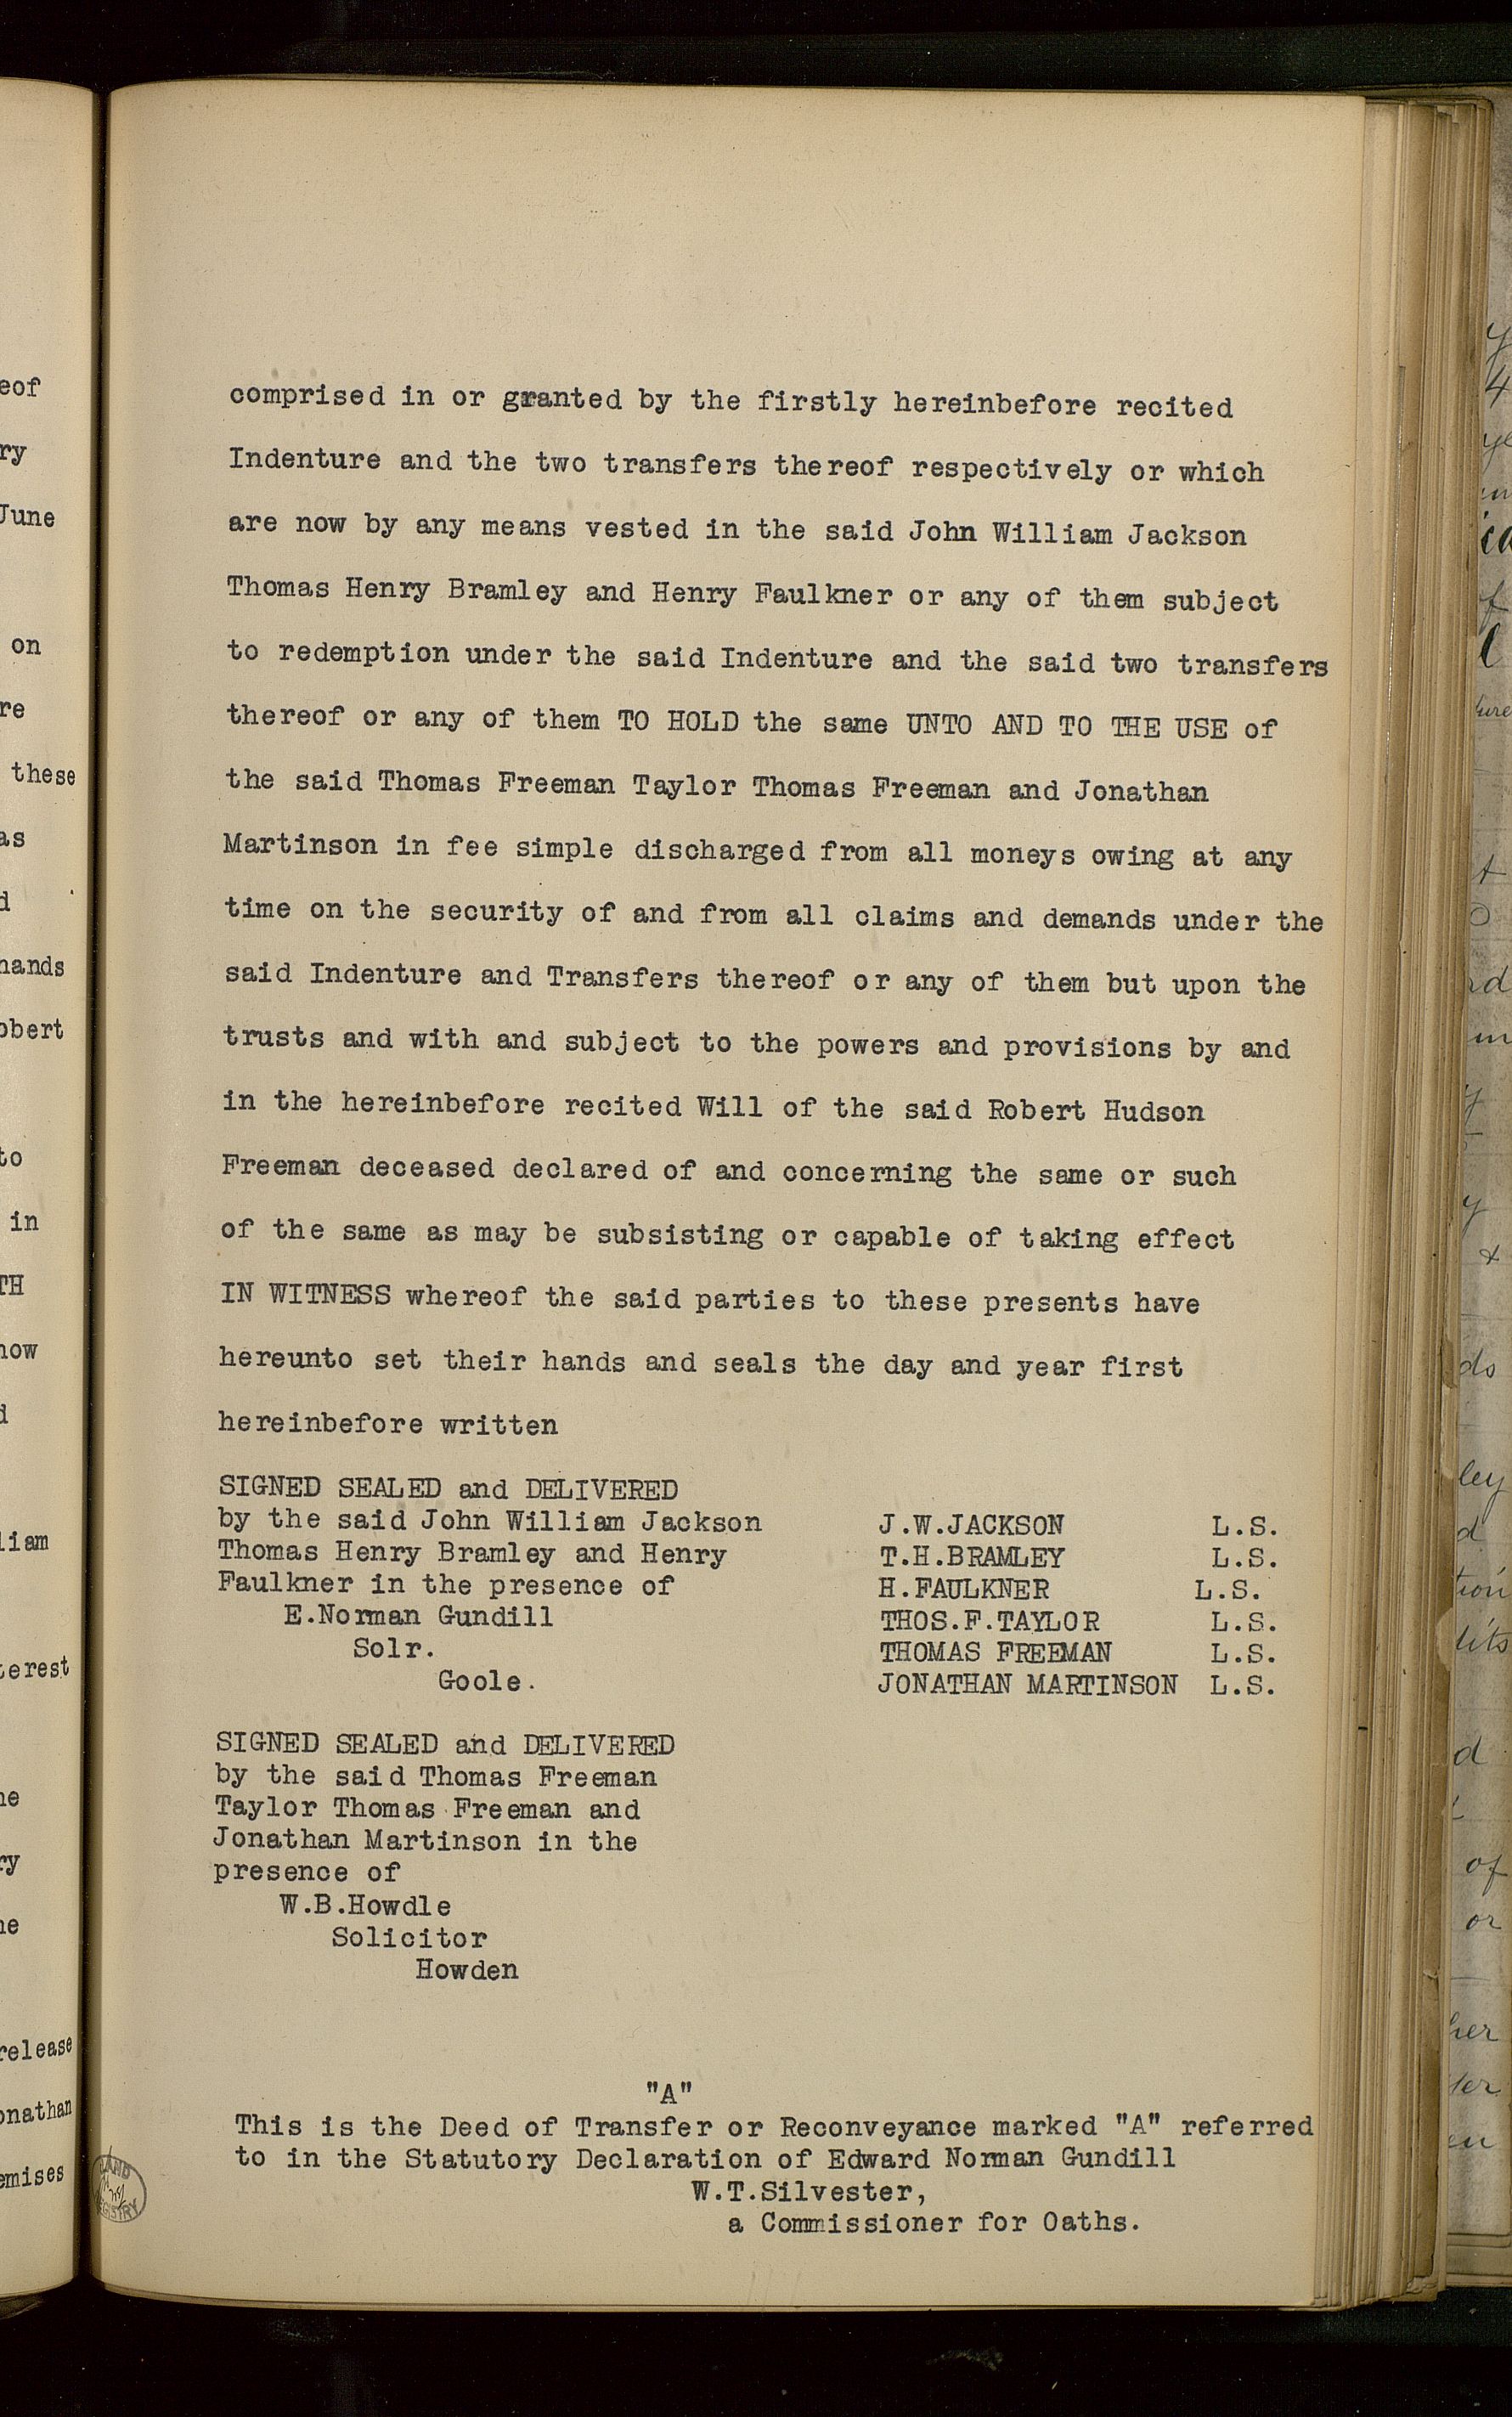 comprised in or granted by the firstly hereinbefore recited
Indenture and the two transfers thereof respectively or which
are now by any means vested in the said John William Jackson
Thomas Henry Bramley and Henry Faulkner or any of them subject
to redemption under the said Indenture and the said two transfers
thereof or any of them TO HOLD the same UNTO AND TO THE USE of
the said Thomas Freeman Taylor Thomas Freeman and Jonathan
Martinson in fee simple discharged from all moneys owing at any
time on the security of and from all claims and demands under the
said Indenture and Transfers thereof or any of them but upon the
trusts and with and subject to the powers and provisions by and
in the hereinbefore recited Will of the said Robert Hudson
Freeman deceased declared of and concerning the same or such
of the same as may be subsisting or capable of taking effect
IN WITNESS whereof the said parties to these presents have
hereunto set their hands and seals the day and year first
hereinbefore written
SIGNED SEALED and DELIVERED
by the said John William Jackson
Thomas Henry Bramley and Henry
Faulkner in the presence of
E.Norman Gundill
Solr.
Goole.
J.W.JACKSON L.S.
T.H.BRAMLEY L.S.
H.FAULKNER L.S.
THOS.F.TAYLOR L.S.
THOMAS FREEMAN L.S.
JONATHAN MARTINSON L.S.
SIGNED SEALED and DELIVERED
by the said Thomas Freeman
Taylor Thomas Freeman and
Jonathan Martinson in the
presence of
W.B.Howdle
Solicitor
Howden
"A"
This is the Deed of Transfer or Reconveyance marked "A" referred
to in the Statutory Declaration of Edward Norman Gundill
W.T.Silvester,
a Commissioner for Oaths.